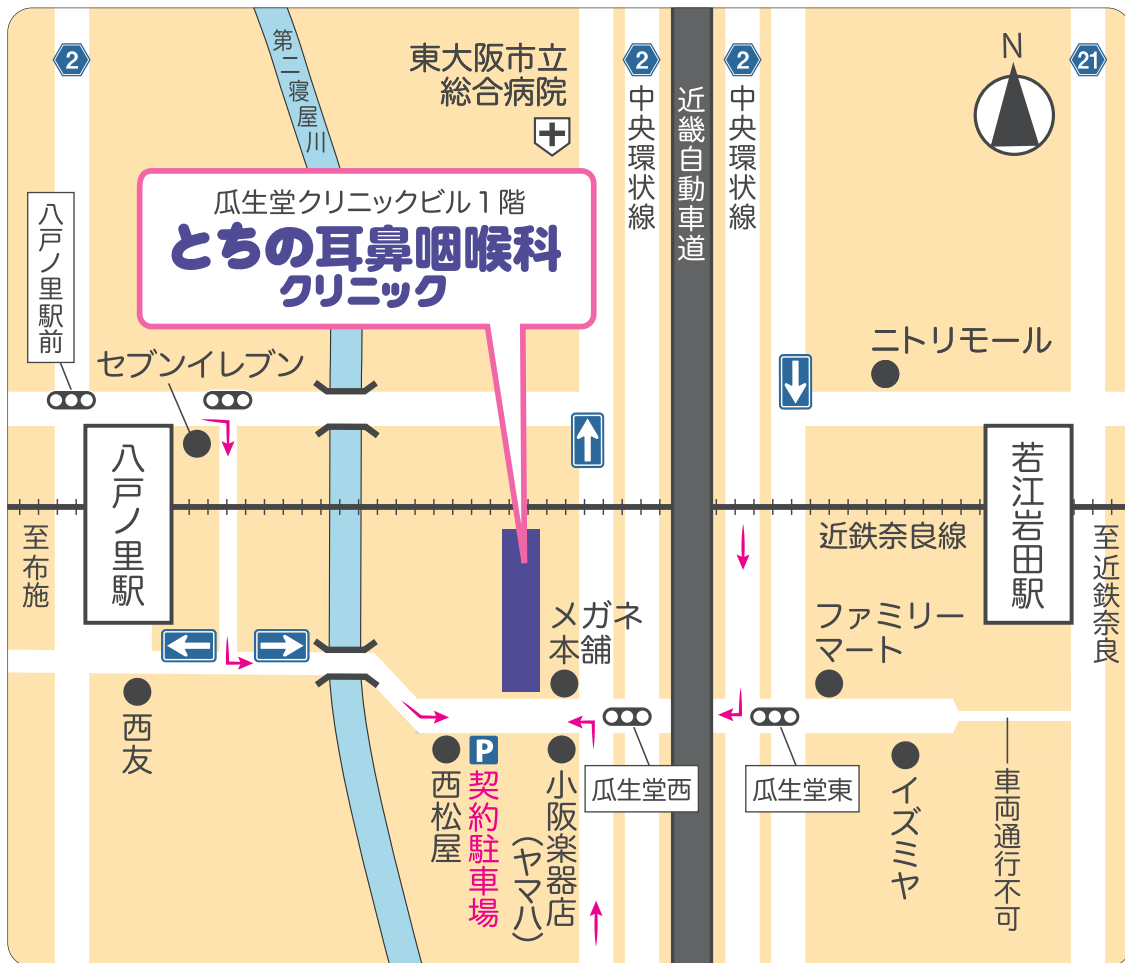 2
第二寝屋川
東大阪市立
総合病院
2
中央環状線
近畿自動車道
2
中央環状線
N
21
瓜生堂クリニックビル1階
とちの耳鼻咽喉科
クリニック
八戸ノ里駅前
セブンイレブン
ニトリモール
八戸ノ里駅
若江岩田駅
至布施
近鉄奈良線
至近鉄奈良
メガネ
本舗
ファミリー
マート
西友
P
契約駐車場
西松屋
小阪楽器店
(ヤマハ)
瓜生堂西
瓜生堂東
イズミヤ
車両通行不可